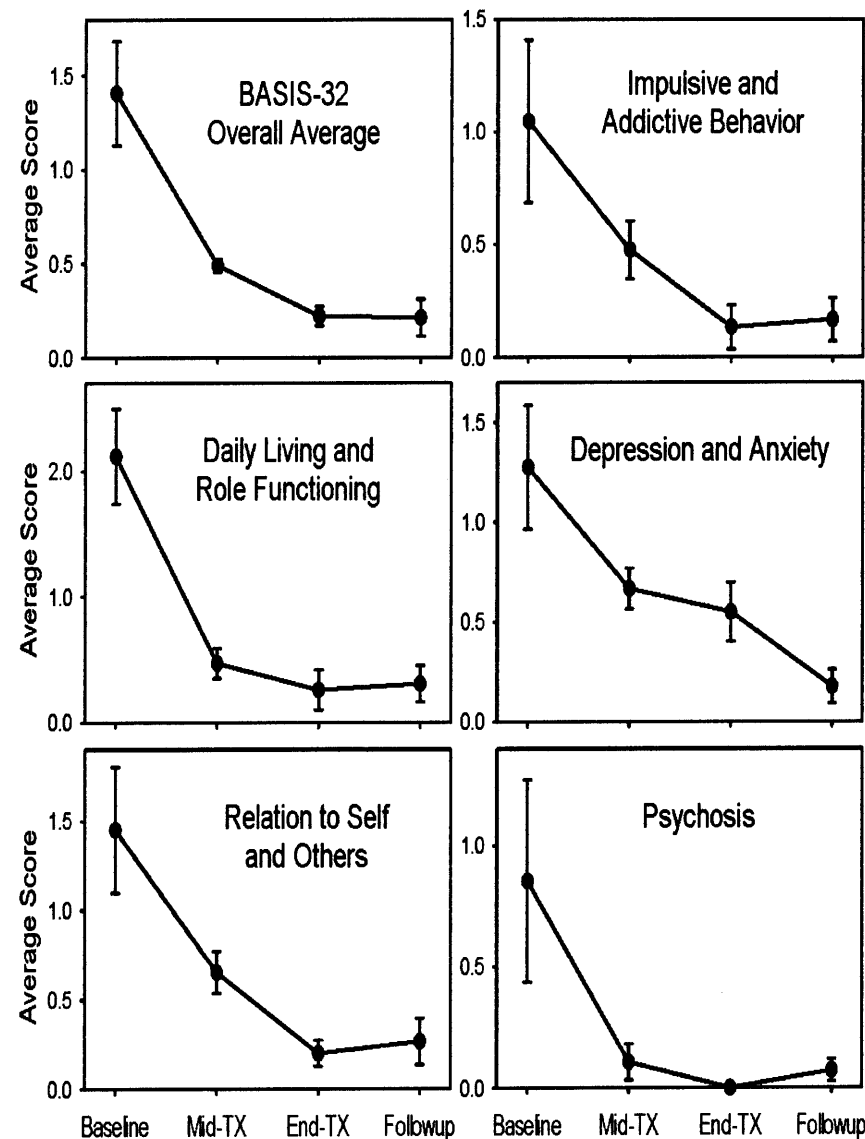 BASIS-32
Overall Average
Average Score
1.5
1.0
0.5
0.0
Impulsive and
Addictive Behavior
1.5
1.0
0.5
0.0
Daily Living and
Role Functioning
Average Score
2.0
1.0
0.0
Depression and Anxiety
1.5
1.0
0.5
0.0
Relation to Self
and Others
Average Score
1.5
1.0
0.5
0.0
Psychosis
1.0
0.5
0.0
Baseline Mid-TX End-TX Followup
Baseline Mid-TX End-TX Followup